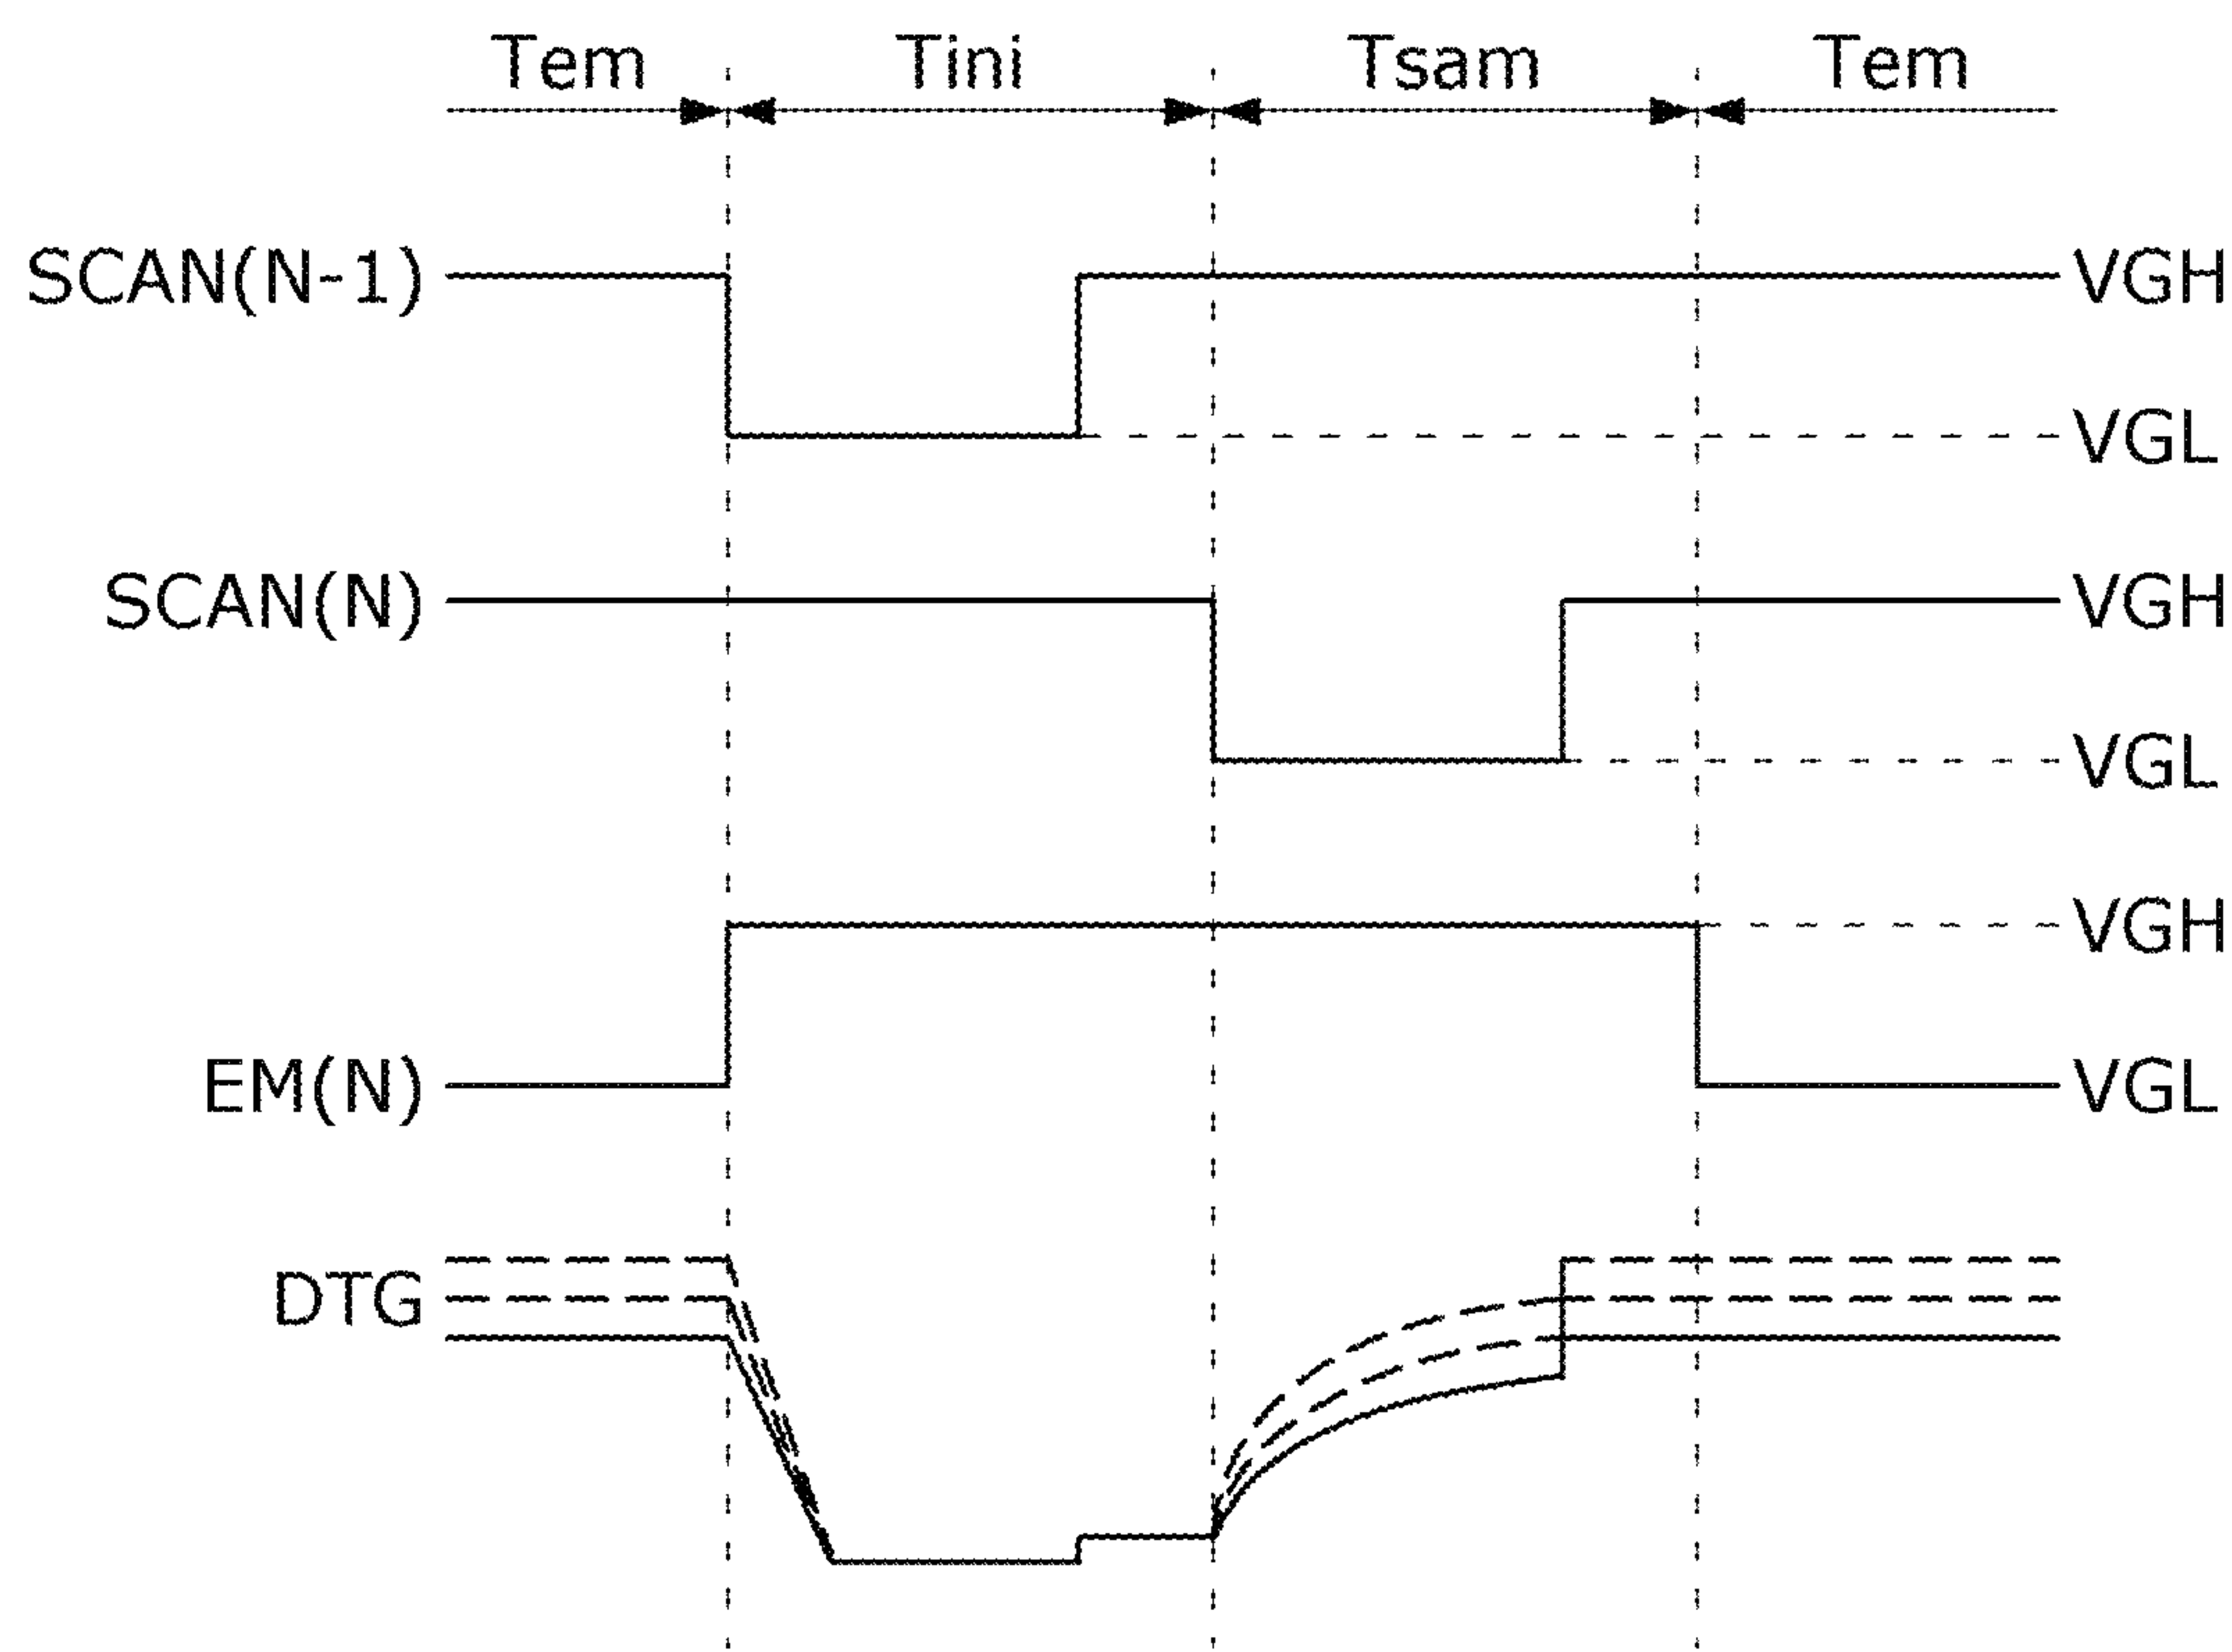 Tem Tini Tsam Tem
SCAN(N-1) VGH
VGL
SCAN(N) VGH
VGL
VGH
EM(N) VGL
DTG